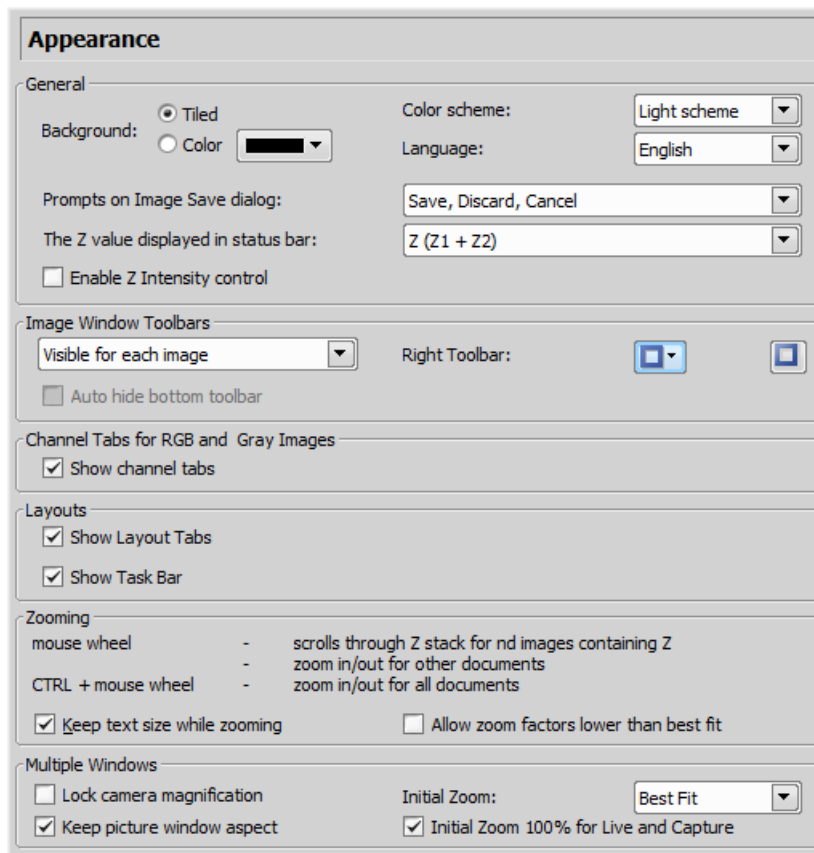 Appearance
General
Background:
Tiled
Color
Color scheme:
Light scheme
Language:
English
Prompts on Image Save dialog:
Save, Discard, Cancel
The Z value displayed in status bar:
Z (Z1 + Z2)
Enable Z Intensity control
Image Window Toolbars
Visible for each image
Right Toolbar:
Auto hide bottom toolbar
Channel Tabs for RGB and Gray Images
Show channel tabs
Layouts
Show Layout Tabs
Show Task Bar
Zooming
mouse wheel - scrolls through Z stack for nd images containing Z
- zoom in/out for other documents
CTRL + mouse wheel - zoom in/out for all documents
Keep text size while zooming
Allow zoom factors lower than best fit
Multiple Windows
Lock camera magnification
Initial Zoom:
Best Fit
Keep picture window aspect
Initial Zoom 100% for Live and Capture